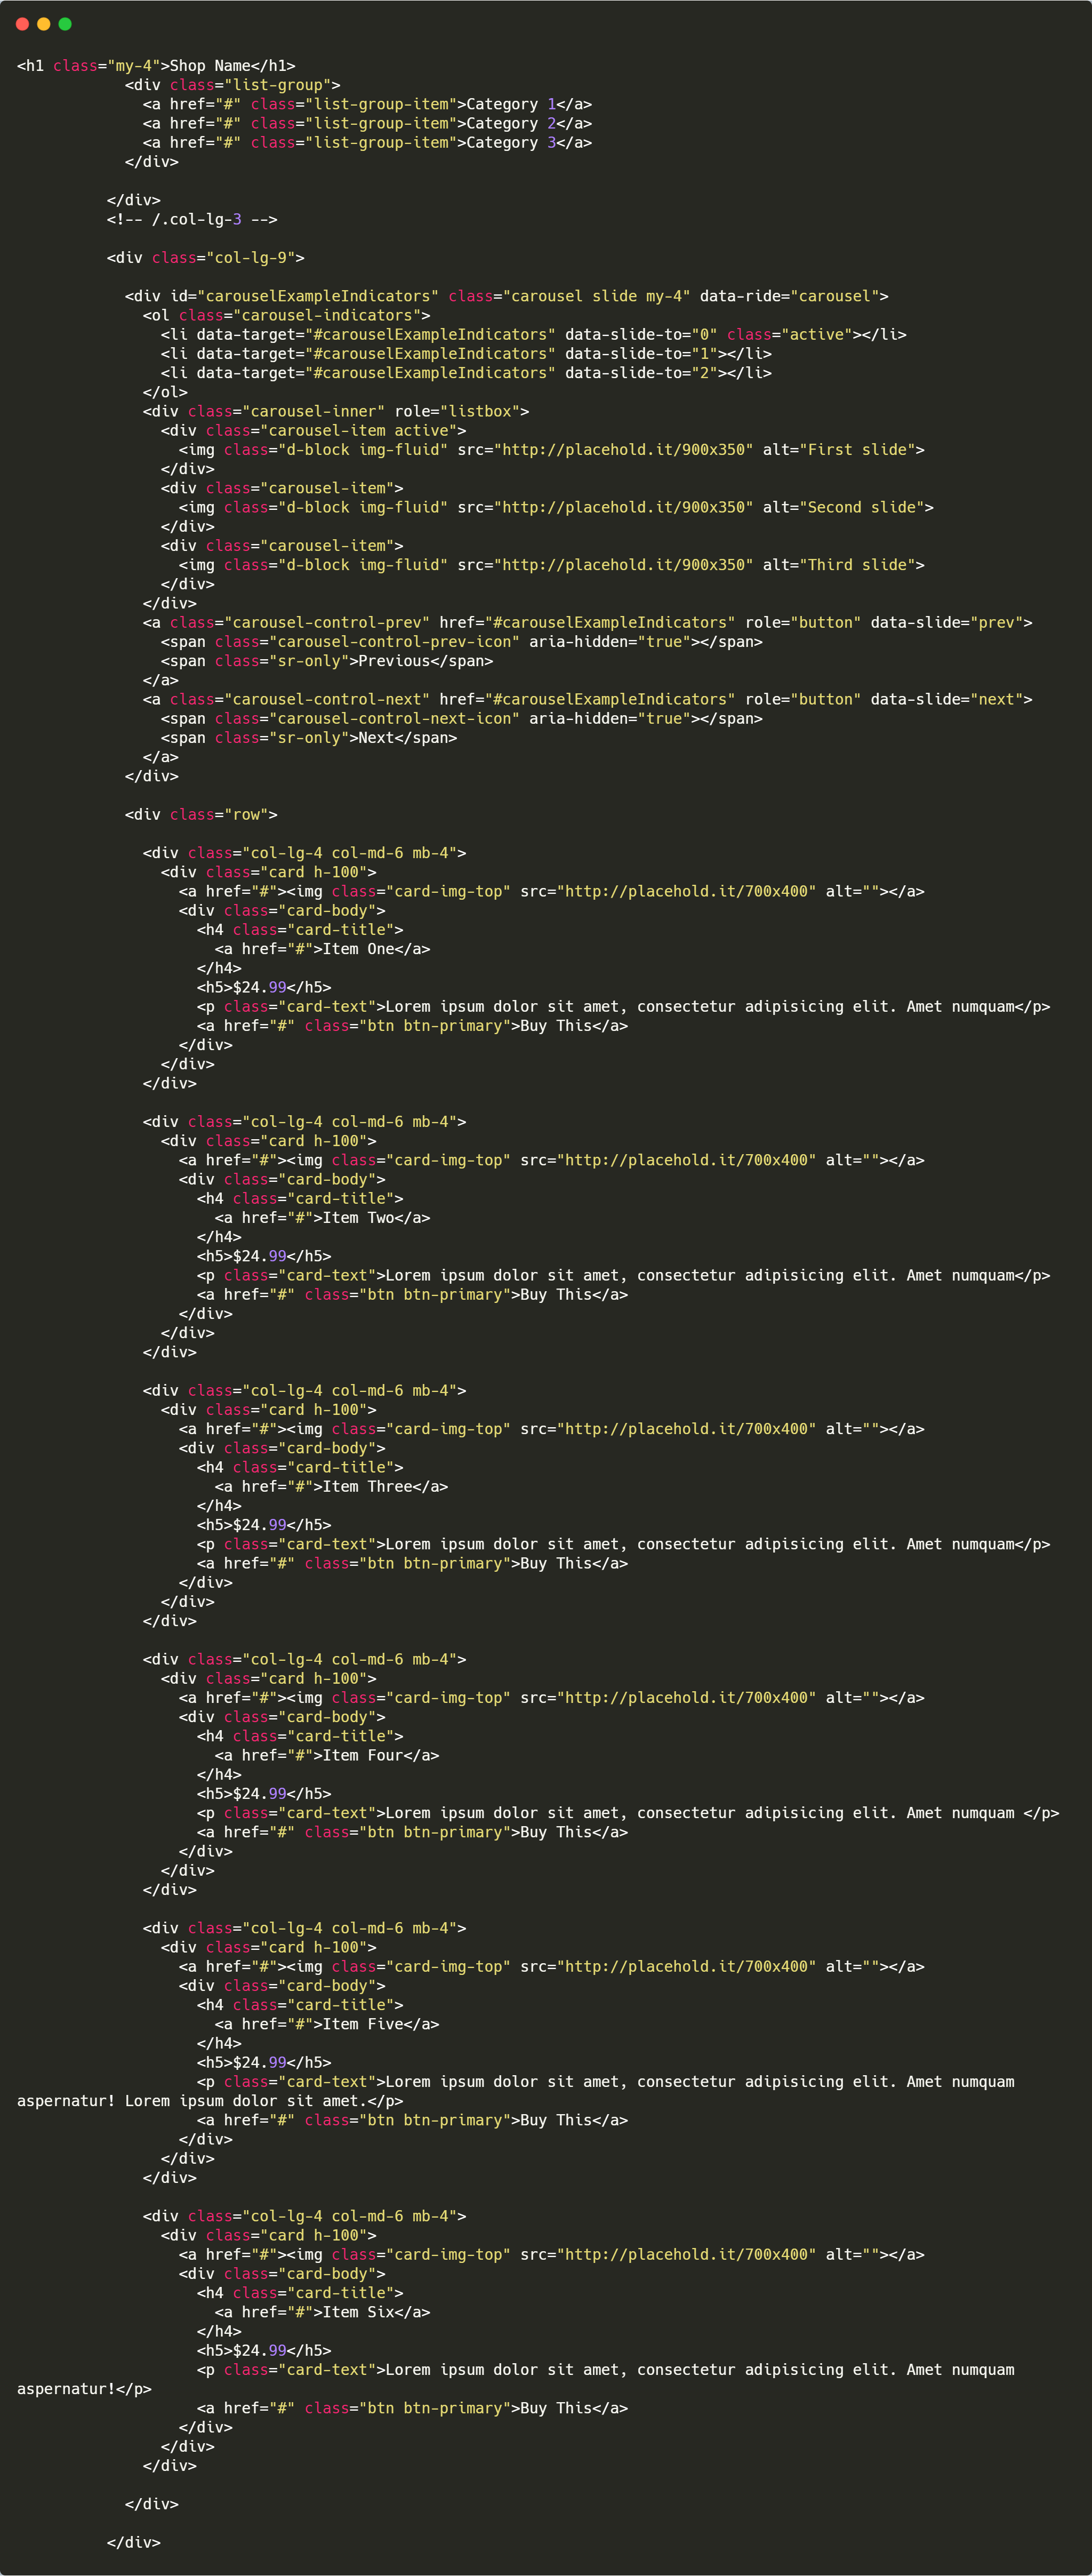 <h1 class="my-4">Shop Name</h1>
            <div class="list-group">
              <a href="#" class="list-group-item">Category 1</a>
              <a href="#" class="list-group-item">Category 2</a>
              <a href="#" class="list-group-item">Category 3</a>
            </div>

          </div>
          <!-- /.col-lg-3 -->

          <div class="col-lg-9">

            <div id="carouselExampleIndicators" class="carousel slide my-4" data-ride="carousel">
              <ol class="carousel-indicators">
                <li data-target="#carouselExampleIndicators" data-slide-to="0" class="active"></li>
                <li data-target="#carouselExampleIndicators" data-slide-to="1"></li>
                <li data-target="#carouselExampleIndicators" data-slide-to="2"></li>
              </ol>
              <div class="carousel-inner" role="listbox">
                <div class="carousel-item active">
                  <img class="d-block img-fluid" src="http://placehold.it/900x350" alt="First slide">
                </div>
                <div class="carousel-item">
                  <img class="d-block img-fluid" src="http://placehold.it/900x350" alt="Second slide">
                </div>
                <div class="carousel-item">
                  <img class="d-block img-fluid" src="http://placehold.it/900x350" alt="Third slide">
                </div>
              </div>
              <a class="carousel-control-prev" href="#carouselExampleIndicators" role="button" data-slide="prev">
                <span class="carousel-control-prev-icon" aria-hidden="true"></span>
                <span class="sr-only">Previous</span>
              </a>
              <a class="carousel-control-next" href="#carouselExampleIndicators" role="button" data-slide="next">
                <span class="carousel-control-next-icon" aria-hidden="true"></span>
                <span class="sr-only">Next</span>
              </a>
            </div>

            <div class="row">

              <div class="col-lg-4 col-md-6 mb-4">
                <div class="card h-100">
                  <a href="#"><img class="card-img-top" src="http://placehold.it/700x400" alt=""></a>
                  <div class="card-body">
                    <h4 class="card-title">
                      <a href="#">Item One</a>
                    </h4>
                    <h5>$24.99</h5>
                    <p class="card-text">Lorem ipsum dolor sit amet, consectetur adipisicing elit. Amet numquam</p>
                    <a href="#" class="btn btn-primary">Buy This</a>
                  </div>
                </div>
              </div>

              <div class="col-lg-4 col-md-6 mb-4">
                <div class="card h-100">
                  <a href="#"><img class="card-img-top" src="http://placehold.it/700x400" alt=""></a>
                  <div class="card-body">
                    <h4 class="card-title">
                      <a href="#">Item Two</a>
                    </h4>
                    <h5>$24.99</h5>
                    <p class="card-text">Lorem ipsum dolor sit amet, consectetur adipisicing elit. Amet numquam</p>
                    <a href="#" class="btn btn-primary">Buy This</a>
                  </div>
                </div>
              </div>

              <div class="col-lg-4 col-md-6 mb-4">
                <div class="card h-100">
                  <a href="#"><img class="card-img-top" src="http://placehold.it/700x400" alt=""></a>
                  <div class="card-body">
                    <h4 class="card-title">
                      <a href="#">Item Three</a>
                    </h4>
                    <h5>$24.99</h5>
                    <p class="card-text">Lorem ipsum dolor sit amet, consectetur adipisicing elit. Amet numquam</p>
                    <a href="#" class="btn btn-primary">Buy This</a>
                  </div>
                </div>
              </div>

              <div class="col-lg-4 col-md-6 mb-4">
                <div class="card h-100">
                  <a href="#"><img class="card-img-top" src="http://placehold.it/700x400" alt=""></a>
                  <div class="card-body">
                    <h4 class="card-title">
                      <a href="#">Item Four</a>
                    </h4>
                    <h5>$24.99</h5>
                    <p class="card-text">Lorem ipsum dolor sit amet, consectetur adipisicing elit. Amet numquam </p>
                    <a href="#" class="btn btn-primary">Buy This</a>
                  </div>
                </div>
              </div>

              <div class="col-lg-4 col-md-6 mb-4">
                <div class="card h-100">
                  <a href="#"><img class="card-img-top" src="http://placehold.it/700x400" alt=""></a>
                  <div class="card-body">
                    <h4 class="card-title">
                      <a href="#">Item Five</a>
                    </h4>
                    <h5>$24.99</h5>
                    <p class="card-text">Lorem ipsum dolor sit amet, consectetur adipisicing elit. Amet numquam
aspernatur! Lorem ipsum dolor sit amet.</p>
                    <a href="#" class="btn btn-primary">Buy This</a>
                  </div>
                </div>
              </div>

              <div class="col-lg-4 col-md-6 mb-4">
                <div class="card h-100">
                  <a href="#"><img class="card-img-top" src="http://placehold.it/700x400" alt=""></a>
                  <div class="card-body">
                    <h4 class="card-title">
                      <a href="#">Item Six</a>
                    </h4>
                    <h5>$24.99</h5>
                    <p class="card-text">Lorem ipsum dolor sit amet, consectetur adipisicing elit. Amet numquam
aspernatur!</p>
                    <a href="#" class="btn btn-primary">Buy This</a>
                  </div>
                </div>
              </div>

            </div>

          </div>